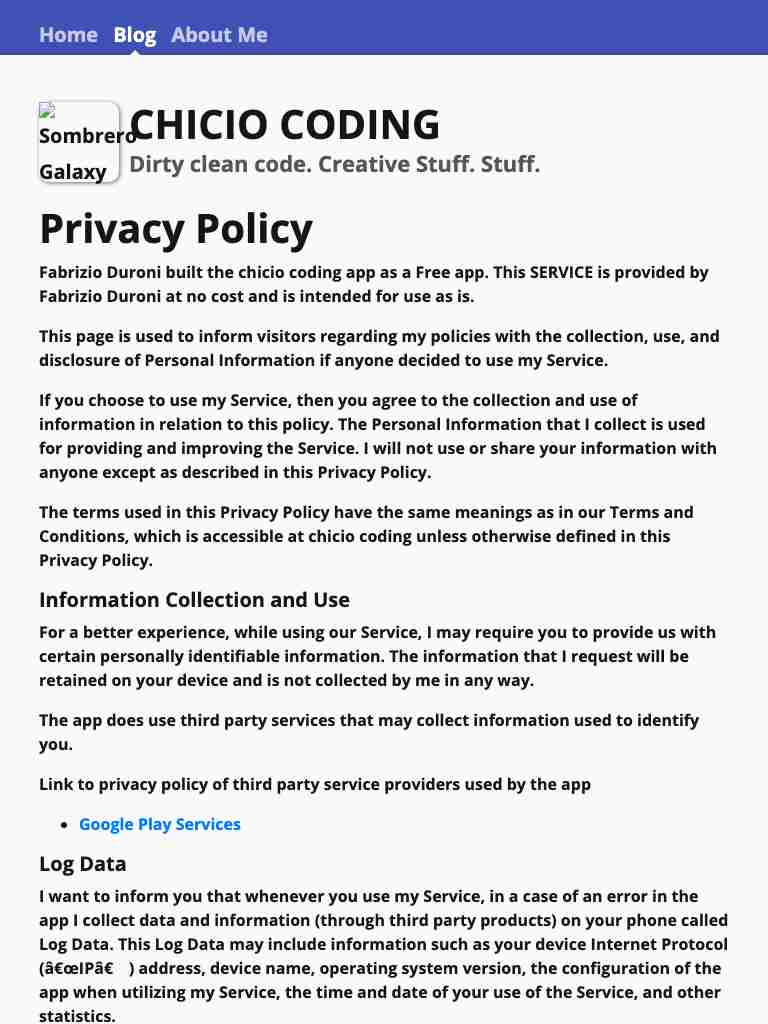 Home Blog About Me
Sombrero
Galaxy
CHICIO CODING
Dirty clean code. Creative Stuff. Stuff.
Privacy Policy
Fabrizio Duroni built the chicio coding app as a Free app. This SERVICE is provided by
Fabrizio Duroni at no cost and is intended for use as is.
This page is used to inform visitors regarding my policies with the collection, use, and
disclosure of Personal Information if anyone decided to use my Service.
If you choose to use my Service, then you agree to the collection and use of
information in relation to this policy. The Personal Information that I collect is used
for providing and improving the Service. I will not use or share your information with
anyone except as described in this Privacy Policy.
The terms used in this Privacy Policy have the same meanings as in our Terms and
Conditions, which is accessible at chicio coding unless otherwise defined in this
Privacy Policy.
Information Collection and Use
For a better experience, while using our Service, I may require you to provide us with
certain personally identifiable information. The information that I request will be
retained on your device and is not collected by me in any way.
The app does use third party services that may collect information used to identify
you.
Link to privacy policy of third party service providers used by the app
• Google Play Services
Log Data
I want to inform you that whenever you use my Service, in a case of an error in the
app I collect data and information (through third party products) on your phone called
Log Data. This Log Data may include information such as your device Internet Protocol
(â€œIPâ€ ) address, device name, operating system version, the configuration of the
app when utilizing my Service, the time and date of your use of the Service, and other
statistics.